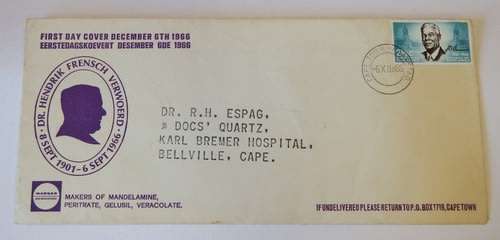 FIRST DAY COVER DECEMBER 6TH 1966
EERSTEDAGSKOEVERT DESEMBER 6DE 1966
DR. HENDRIK FRENSCH VERWOERD
8 SEPT 1901 - 6 SEPT 1966
DR. R.H. ESPAG,
DOCS' QUARTZ,
KARL BREMER HOSPITAL,
BELLVILLE, CAPE.
WARNER
MAKERS OF MANDELAMINE,
PERITRATE, GELUSIL, VERACOLATE.
IF UNDELIVERED PLEASE RETURN TO P.O. BOX 1719, CAPETOWN